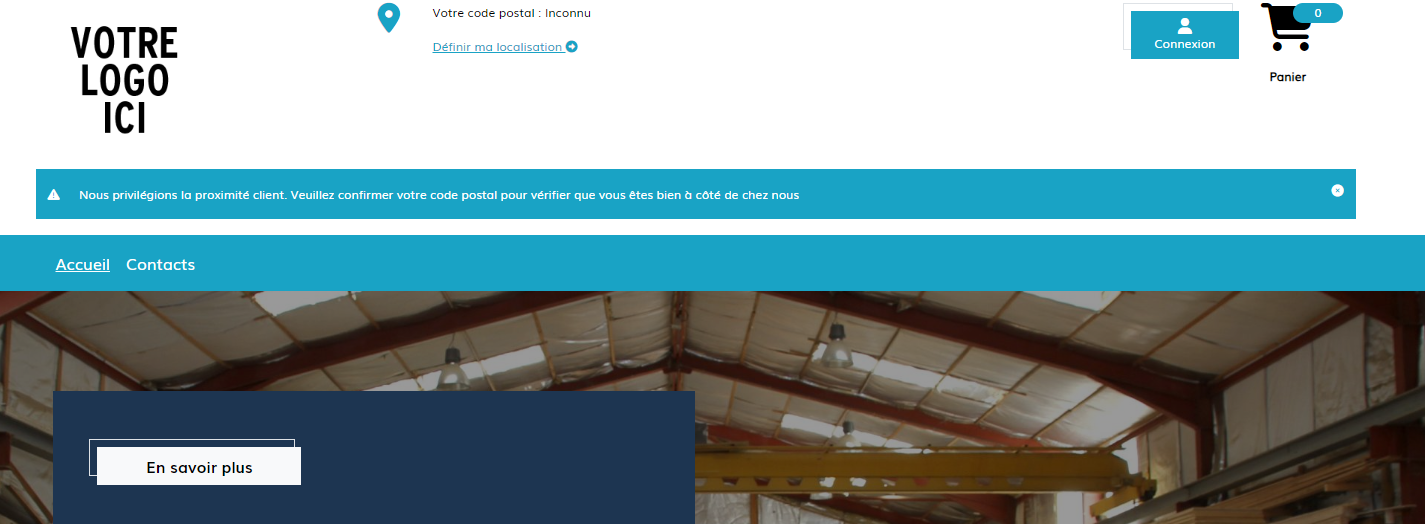 VOTRE
LOGO
ICI
Votre code postal : Inconnu
Définir ma localisation
Connexion
0
Panier
Nous privilégions la proximité client. Veuillez confirmer votre code postal pour vérifier que vous êtes bien à côté de chez nous
Accueil Contacts
En savoir plus